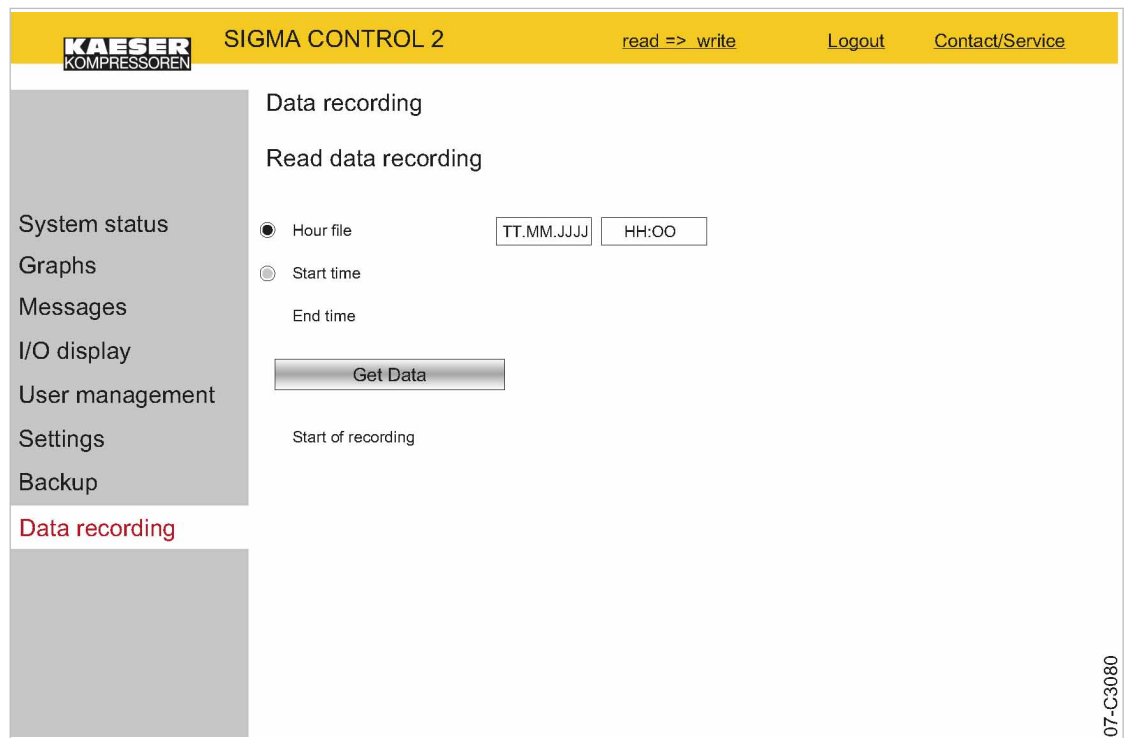 KAESER
KOMPRESSOREN
SIGMA CONTROL 2
read => write
Logout
Contact/Service
Data recording
Read data recording
System status
Graphs
Messages
I/O display
User management
Settings
Backup
Data recording
Hour file
TT.MM.JJJJ
HH:OO
Start time
End time
Get Data
Start of recording
07-C3080